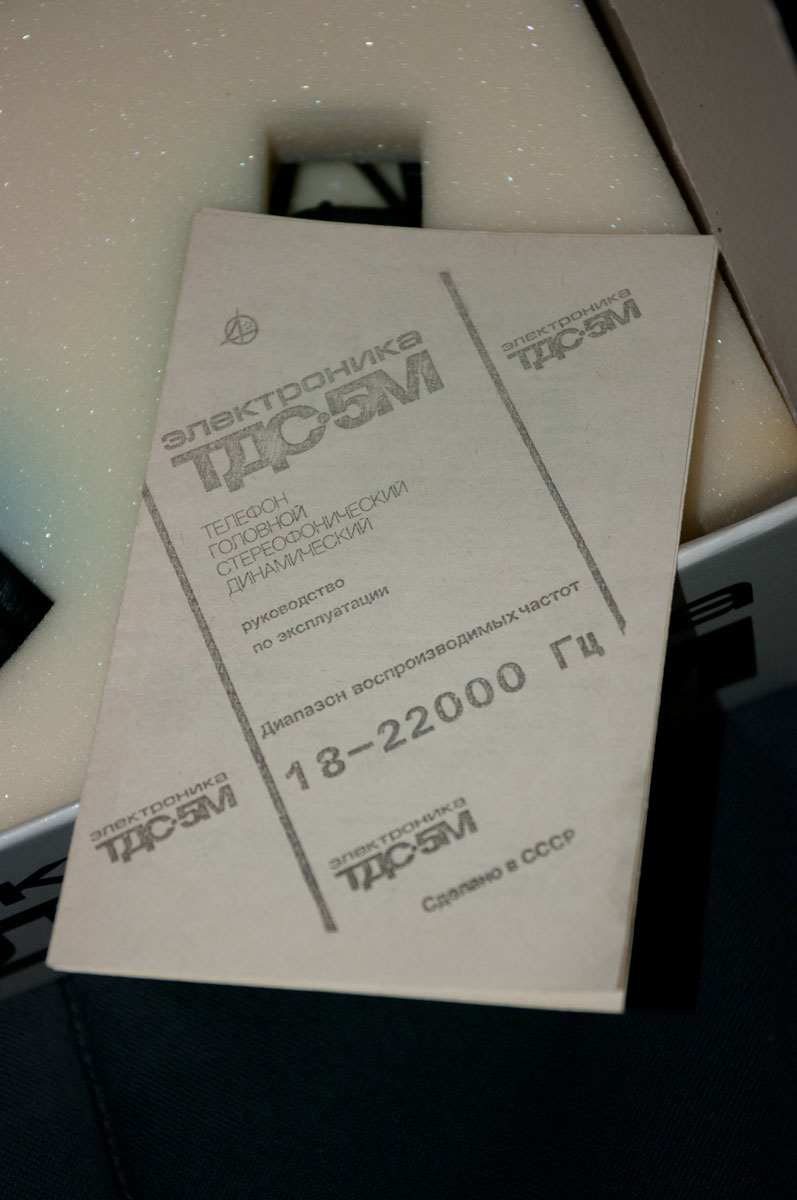 электроника
ТДС·5М
ТЕЛЕФОН
ГОЛОВНОЙ
СТЕРЕОФОНИЧЕСКИЙ
ДИНАМИЧЕСКИЙ
руководство
по эксплуатации
электроника
ТДС·5М
Диапазон воспроизводимых частот
18–22000 Гц
электроника
ТДС·5М
электроника
ТДС·5М
Сделано в СССР